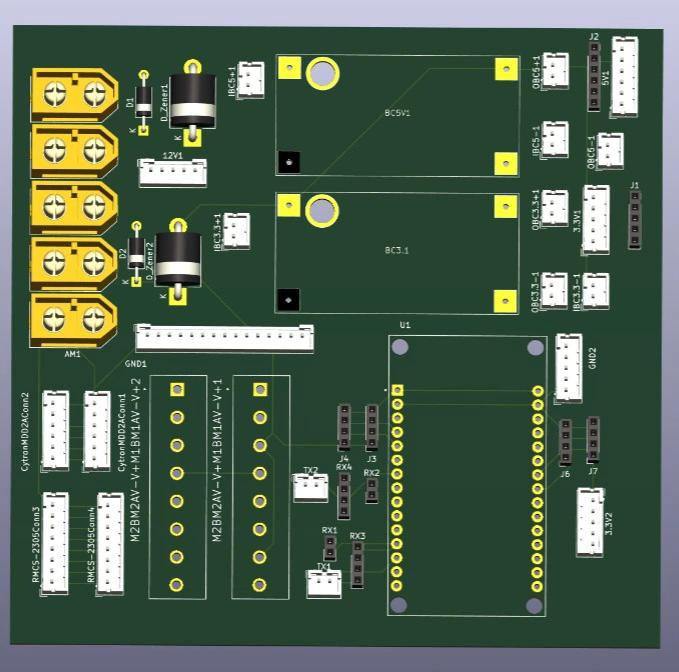 J2
IBC5+1
D1
D_Zener1
K
K
BC5V1
OBC5+1
5V1
12V1
IBC5-1
OBC5-1
J1
IBC3.3+1
D2
D_Zener2
K
K
BC3.1
OBC3.3+1
3.3V1
OBC3.3-1
IBC3.3-1
U1
AM1
GND1
GND2
CytronMDD2AConn2
CytronMDD2AConn1
M2BM2AV-V+M1BM1AV-V+2
M2BM2AV-V+M1BM1AV-V+1
J4
J3
TX2
RX4
RX2
J6
J7
RMCS-2305Conn3
RMCS-2305Conn4
RX1
RX3
TX1
3.3V2